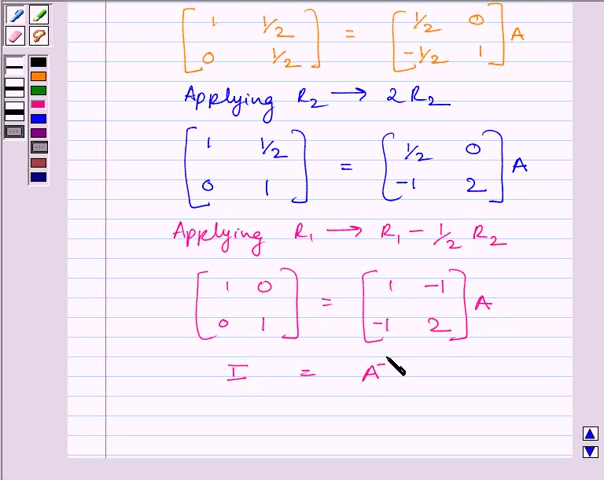 [1 1/2 0 1/2] = [1/2 0 -1/2 1] A
Applying R₂ → 2R₂
[1 1/2 0 1] = [1/2 0 -1 2] A
Applying R₁ → R₁ - 1/2 R₂
[1 0 0 1] = [1 -1 -1 2] A
I = A⁻